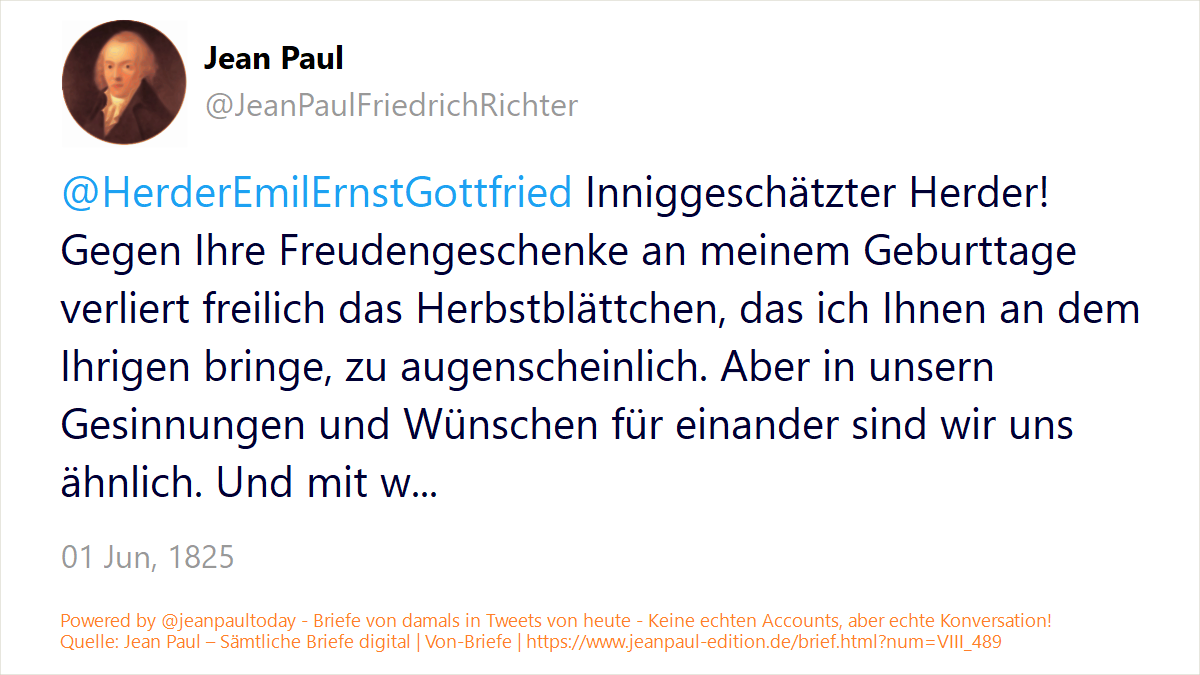 Jean Paul
@JeanPaulFriedrichRichter
@HerderEmilErnstGottfried Inniggeschätzter Herder!
Gegen Ihre Freudengeschenke an meinem Geburttage
verliert freilich das Herbstblättchen, das ich Ihnen an dem
Ihrigen bringe, zu augenscheinlich. Aber in unsern
Gesinnungen und Wünschen für einander sind wir uns
ähnlich. Und mit w...
01 Jun, 1825
Powered by @jeanpaultoday - Briefe von damals in Tweets von heute - Keine echten Accounts, aber echte Konversation!
Quelle: Jean Paul – Sämtliche Briefe digital | Von-Briefe | https://www.jeanpaul-edition.de/brief.html?num=VIII_489